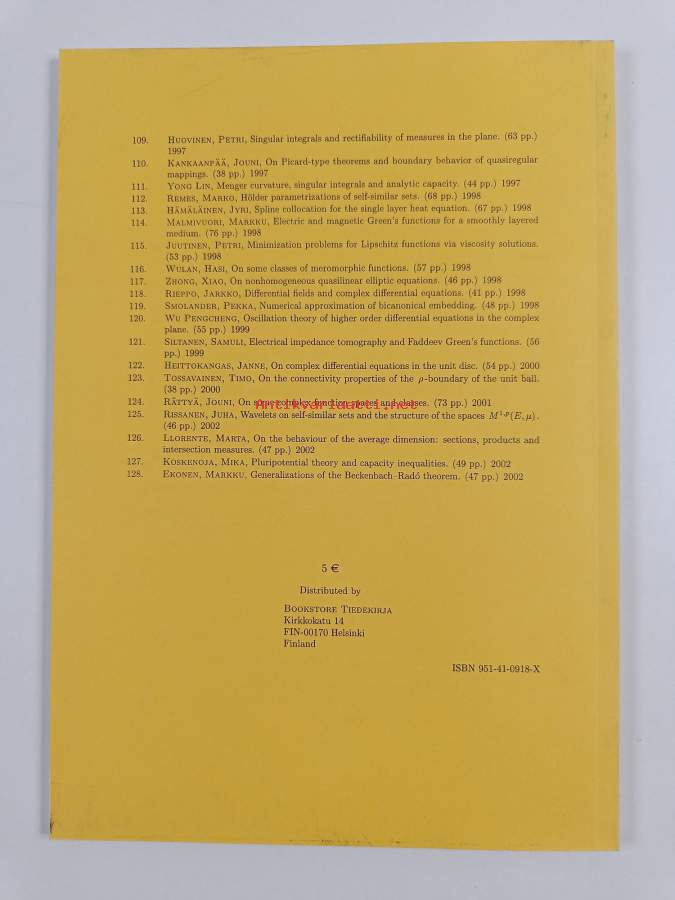 109. HUOVINEN, PETRI, Singular integrals and rectifiability of measures in the plane. (63 pp.)
1997
110. KANKAANPÄÄ, JOUNI, On Picard-type theorems and boundary behavior of quasiregular
mappings. (38 pp.) 1997
111. YONG LIN, Menger curvature, singular integrals and analytic capacity. (44 pp.) 1997
112. REMES, MARKO, Hölder parametrizations of self-similar sets. (68 pp.) 1998
113. HÄMÄLÄINEN, JYRI, Spline collocation for the single layer heat equation. (67 pp.) 1998
114. MALMIVUORI, MARKKU, Electric and magnetic Green's functions for a smoothly layered
medium. (76 pp.) 1998
115. JUUTINEN, PETRI, Minimization problems for Lipschitz functions via viscosity solutions.
(53 pp.) 1998
116. WULAN, HASI, On some classes of meromorphic functions. (57 pp.) 1998
117. ZHONG, XIAO, On nonhomogeneous quasilinear elliptic equations. (46 pp.) 1998
118. RIEPPO, JARKKO, Differential fields and complex differential equations. (41 pp.) 1998
119. SMOLANDER, PEKKA, Numerical approximation of bicanonical embedding. (48 pp.) 1998
120. WU PENGCHENG, Oscillation theory of higher order differential equations in the complex
plane. (55 pp.) 1999
121. SILTANEN, SAMULI, Electrical impedance tomography and Faddeev Green's functions. (56
pp.) 1999
122. HEITTOKANGAS, JANNE, On complex differential equations in the unit disc. (54 pp.) 2000
123. TOSSAVAINEN, TIMO, On the connectivity properties of the ρ-boundary of the unit ball.
(38 pp.) 2000
124. RÄTTYÄ, JOUNI, On some complex function spaces and classes. (73 pp.) 2001
Antikvariaatti.net
125. RISSANEN, JUHA, Wavelets on self-similar sets and the structure of the spaces M^{1,p}(E, μ).
(46 pp.) 2002
126. LLORENTE, MARTA, On the behaviour of the average dimension: sections, products and
intersection measures. (47 pp.) 2002
127. KOSKENOJA, MIKA, Pluripotential theory and capacity inequalities. (49 pp.) 2002
128. EKONEN, MARKKU, Generalizations of the Beckenbach–Radó theorem. (47 pp.) 2002
5 €
Distributed by
BOOKSTORE TIEDEKIRJA
Kirkkokatu 14
FIN-00170 Helsinki
Finland
ISBN 951-41-0918-X